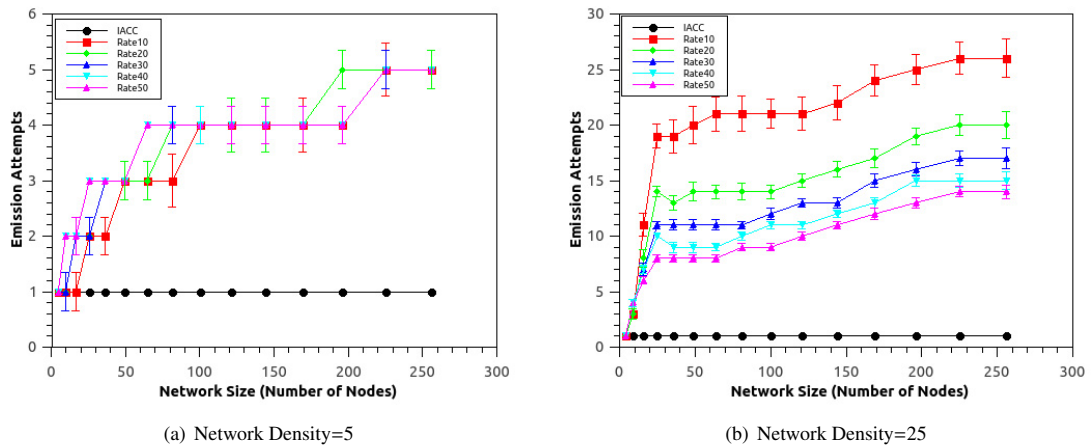 6
5
4
3
2
1
0
Emission Attempts
IACC
Rate10
Rate20
Rate30
Rate40
Rate50
0 50 100 150 200 250 300
Network Size (Number of Nodes)
(a) Network Density=5
30
25
20
15
10
5
0
Emission Attempts
IACC
Rate10
Rate20
Rate30
Rate40
Rate50
0 50 100 150 200 250 300
Network Size (Number of Nodes)
(b) Network Density=25